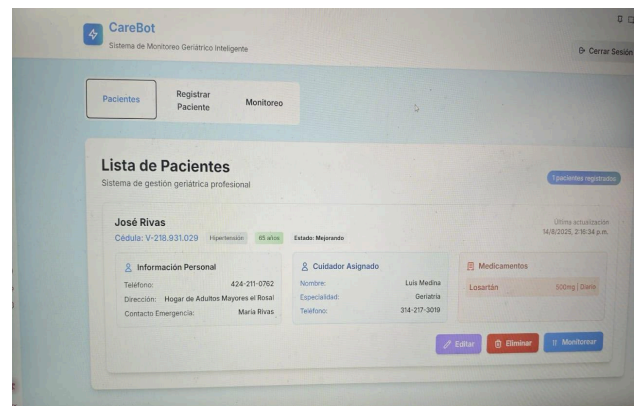 CareBot
Sistema de Monitoreo Geriátrico Inteligente
Cerrar Sesión
Pacientes
Registrar
Paciente
Monitoreo
Lista de Pacientes
Sistema de gestión geriátrica profesional
1 pacientes registrados
José Rivas
Cédula: V-218.931.029 Hipertensión 65 años Estado: Mejorando
Última actualización
14/8/2025, 2:16:34 p.m.
Información Personal
Teléfono: 424-211-0762
Dirección: Hogar de Adultos Mayores el Rosal
Contacto Emergencia: Maria Rivas
Cuidador Asignado
Nombre: Luis Medina
Especialidad: Geriatria
Teléfono: 314-217-3019
Medicamentos
Losartán 500mg | Diario
Editar
Eliminar
Monitorear